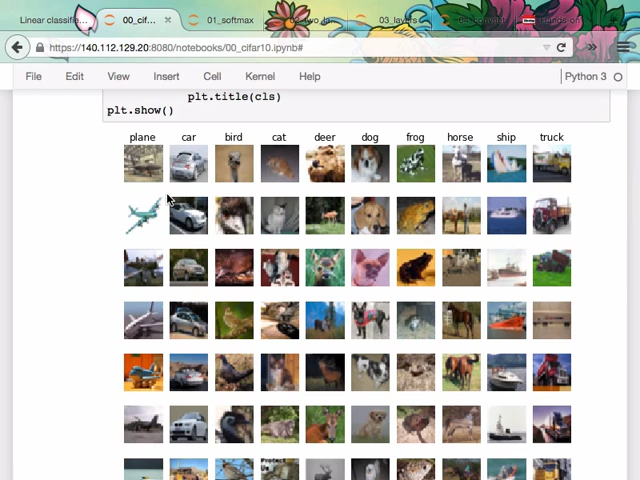 Linear classifie... 00_cif... 01_softmax 03_layers
https://140.112.129.20:8080/notebooks/00_cifar10.ipynb#
File Edit View Insert Cell Kernel Help Python 3
plt.title(cls)
plt.show()
plane car bird cat deer dog frog horse ship truck